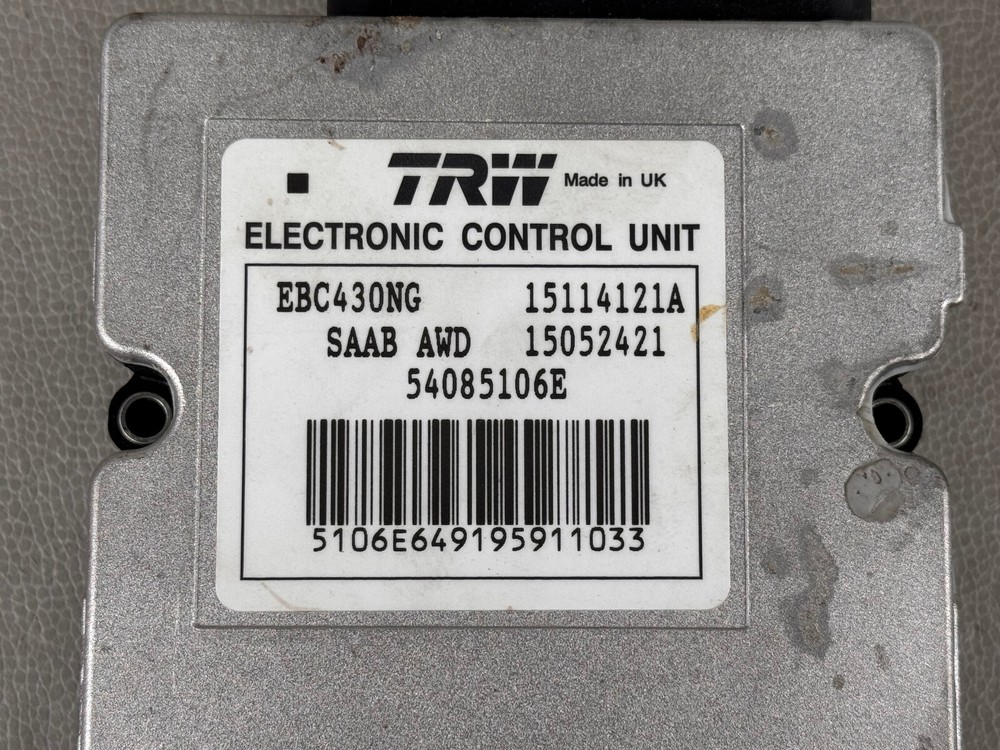 TRW Made in UK
ELECTRONIC CONTROL UNIT
EBC430NG 15114121A
SAAB AWD 15052421
54085106E
5106E649195911033